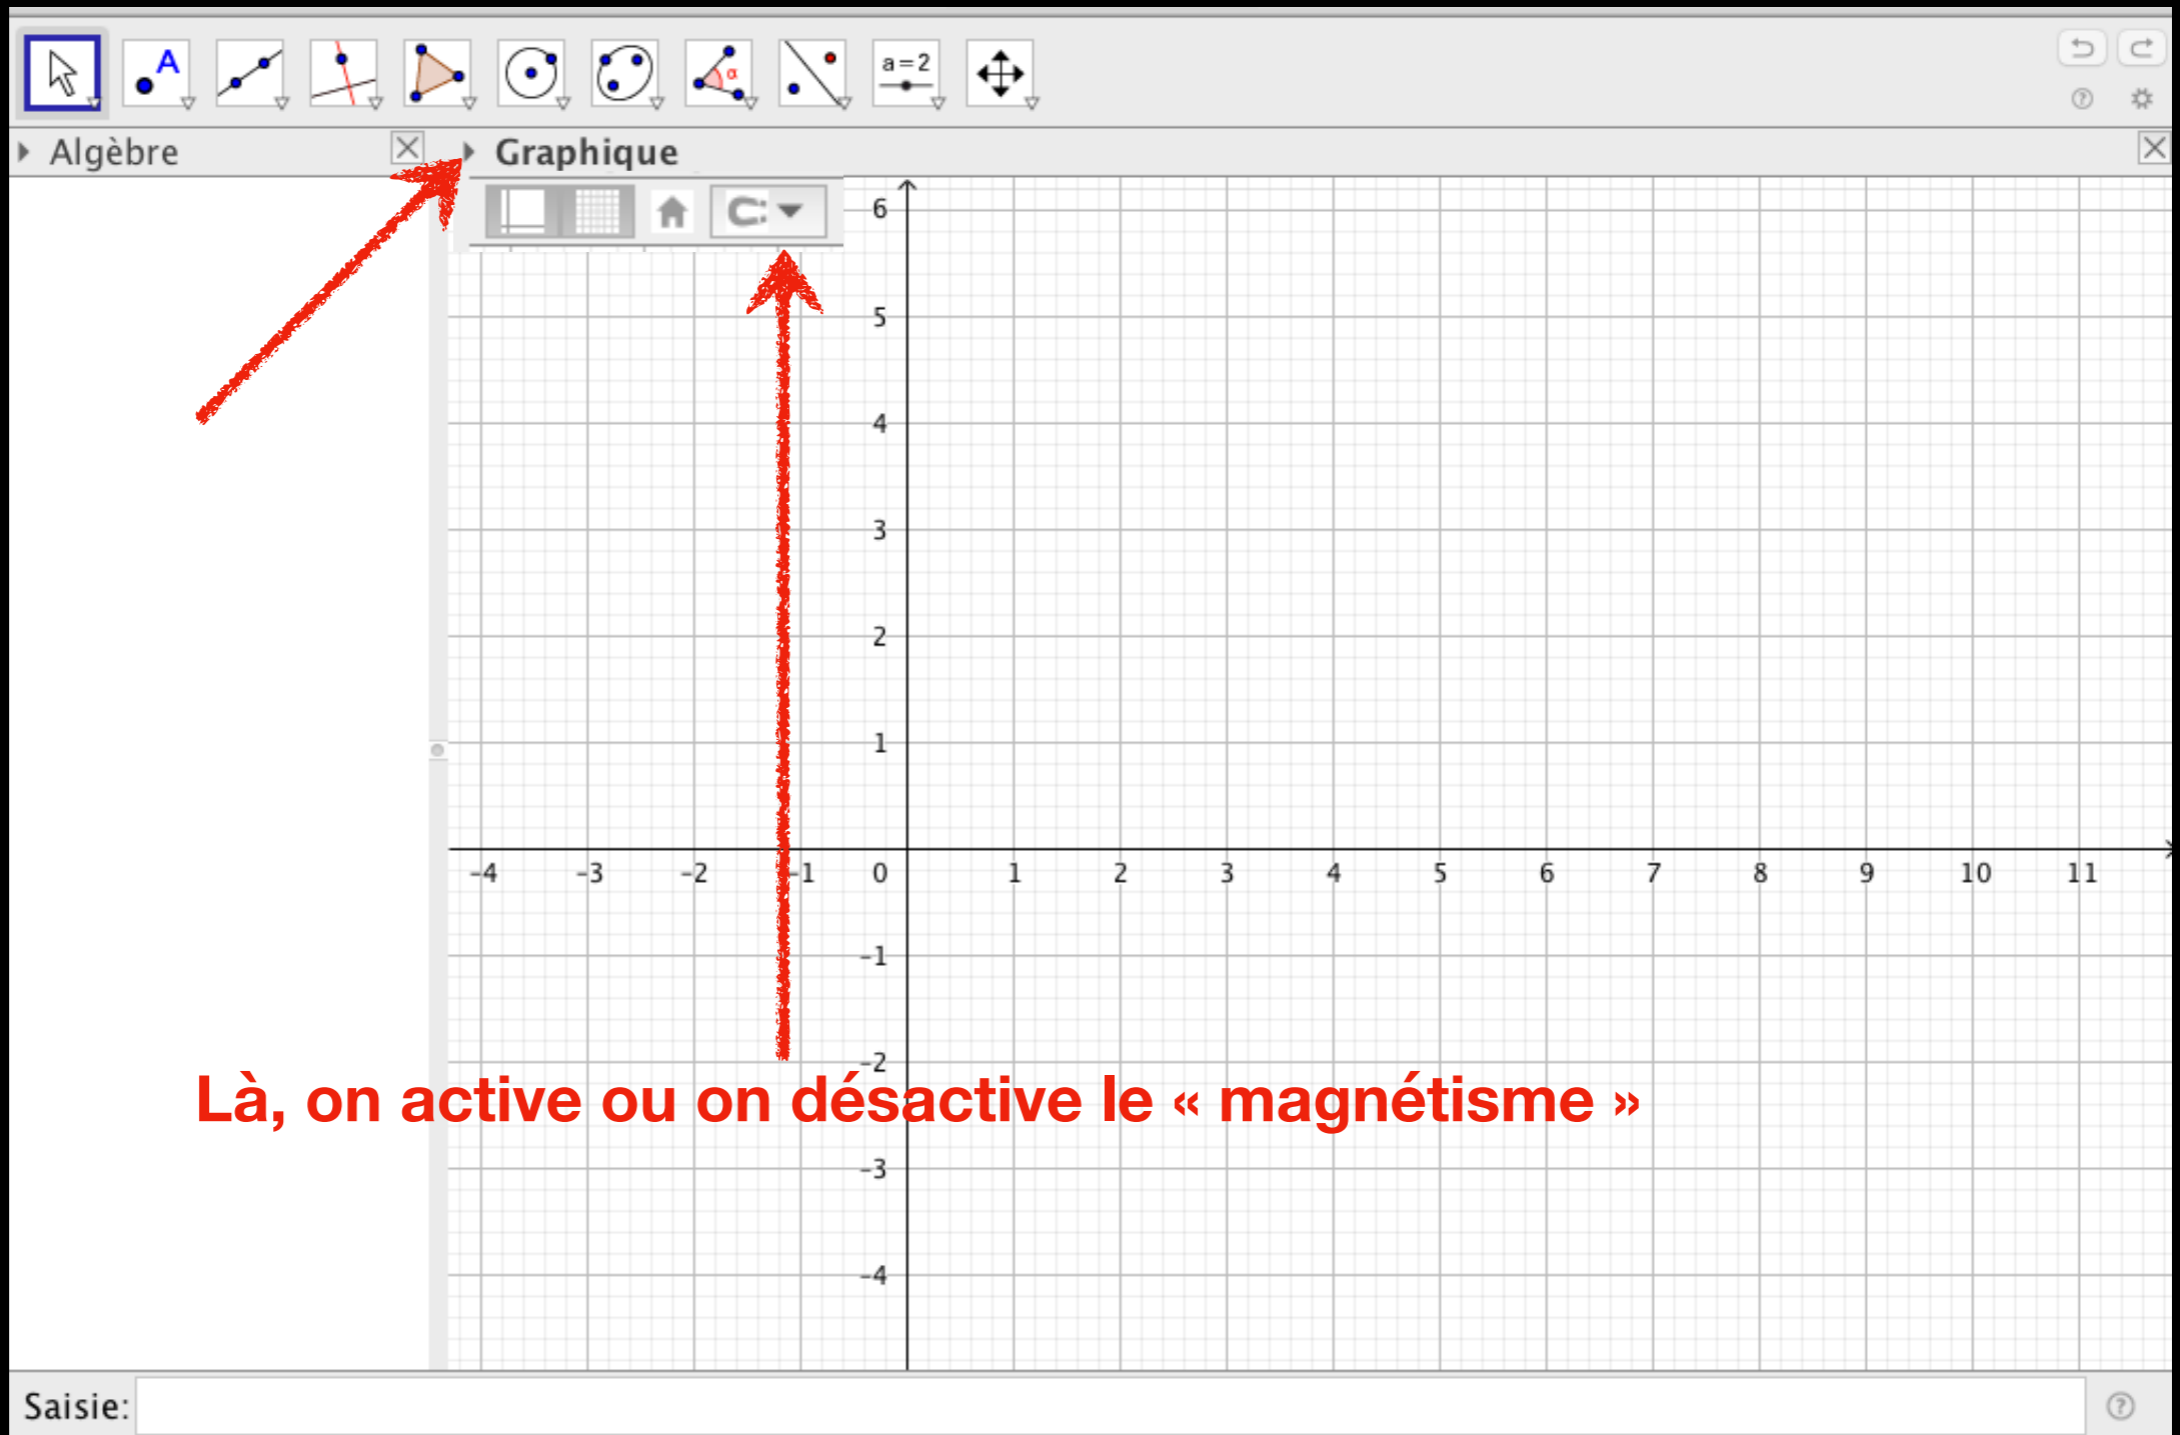 A
α
a=2
Algèbre
Graphique
6
5
4
3
2
1
-4 -3 -2 -1 0 1 2 3 4 5 6 7 8 9 10 11
-1
-2
Là, on active ou on désactive le « magnétisme »
-3
-4
Saisie: